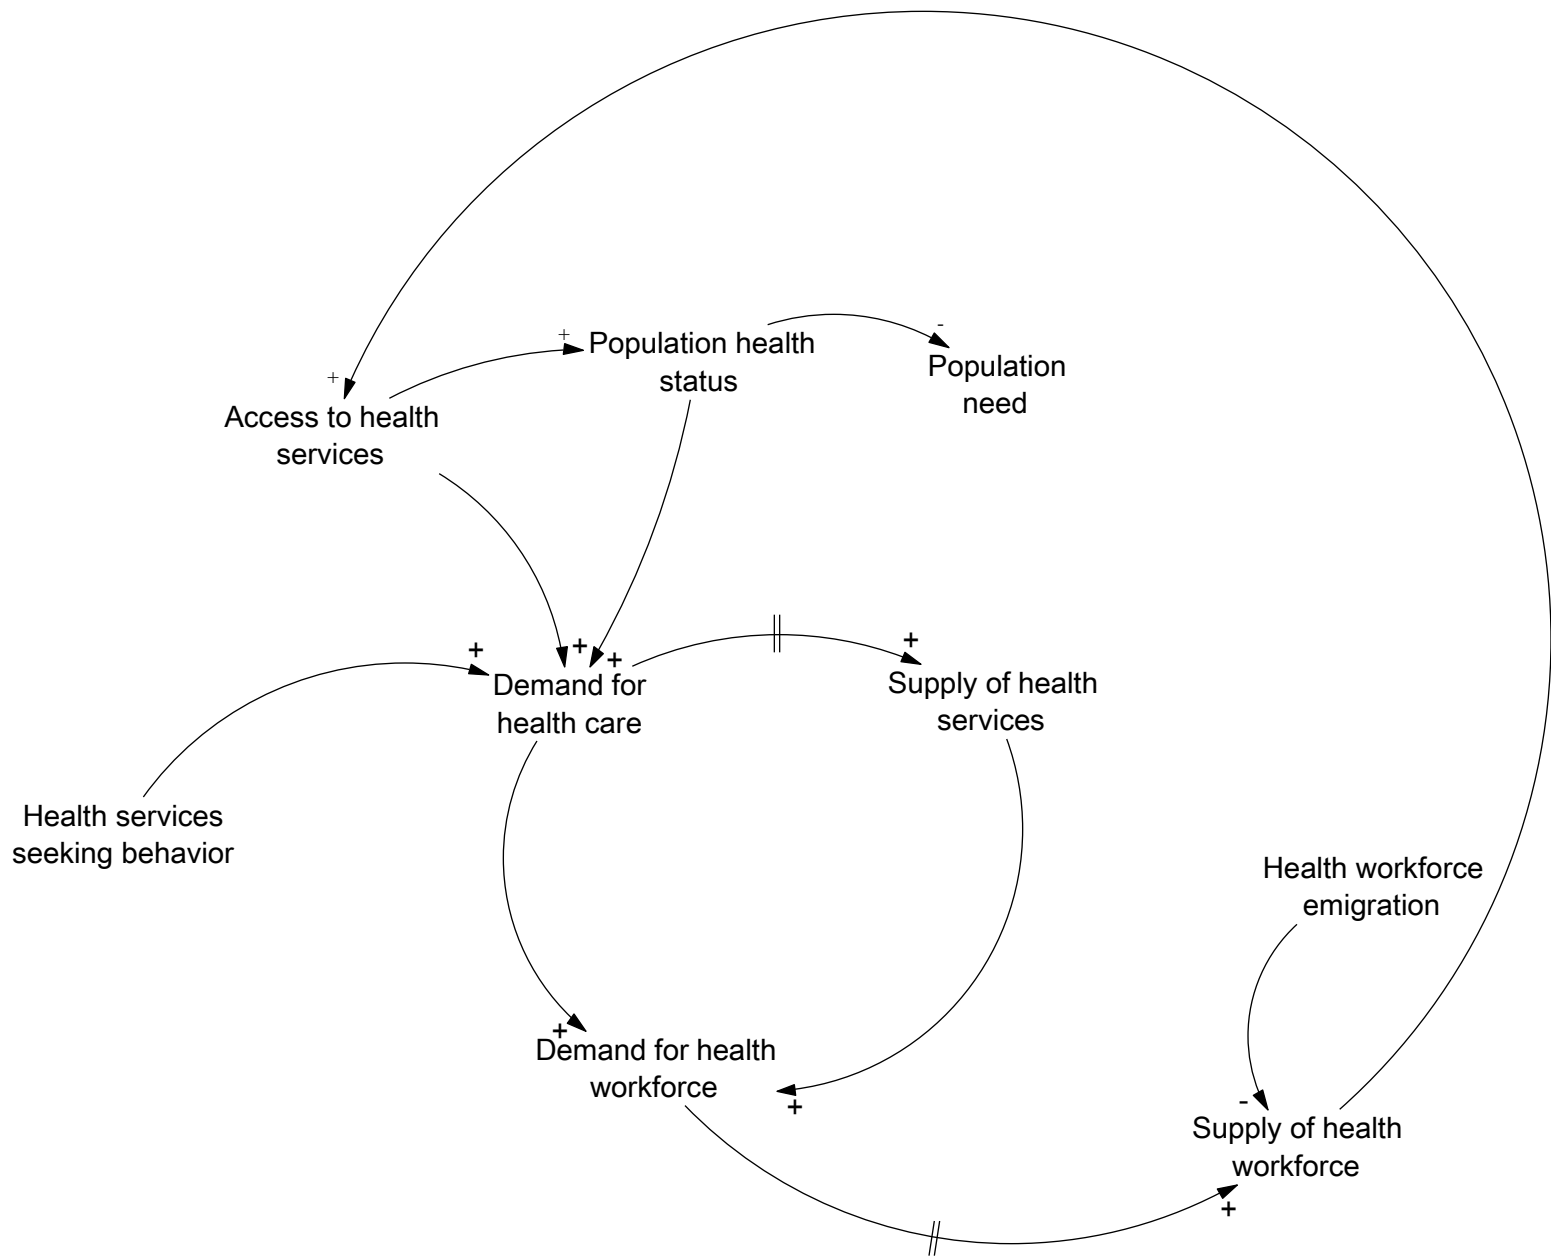 +
Population health
status
-
Population
need
+
Access to health
services
+
+
+
+
Demand for
health care
Supply of health
services
Health services
seeking behavior
Health workforce
emigration
+
Demand for health
workforce
+
-
Supply of health
workforce
+